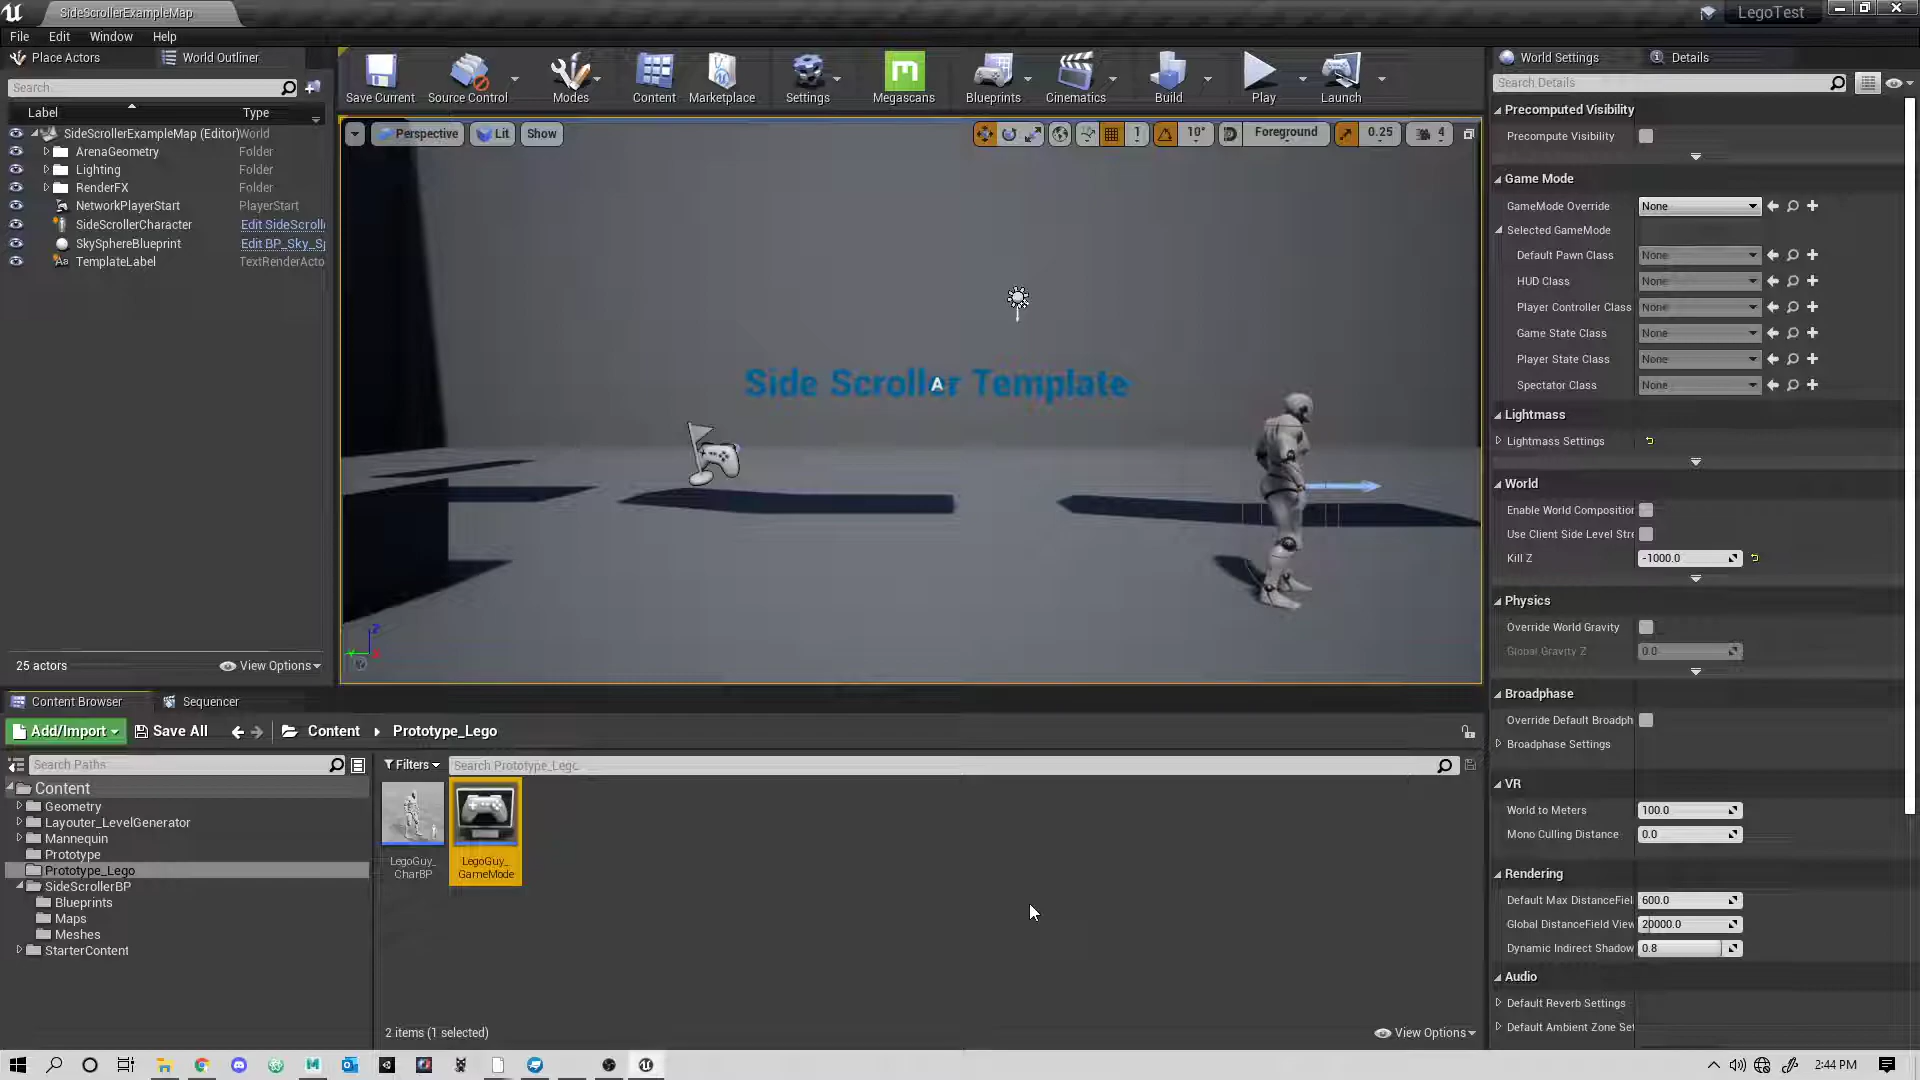 SideScrollerExampleMap
LegoTest
File Edit Window Help
Place Actors
World Outliner
Search...
Label Type
SideScrollerExampleMap (Editor) World
ArenaGeometry Folder
Lighting Folder
RenderFX Folder
NetworkPlayerStart PlayerStart
SideScrollerCharacter Edit SideScroll
SkySphereBlueprint Edit BP_Sky_Sp
TemplateLabel TextRenderActo
25 actors
View Options
Save Current
Source Control
Modes
Content
Marketplace
Settings
Megascans
Blueprints
Cinematics
Build
Play
Launch
Perspective
Lit
Show
1
10°
Foreground
0.25
4
Side Scroller Template
A
Content Browser
Sequencer
Add/Import
Save All
Content
Prototype_Lego
Search Paths
Filters
Search Prototype_Lego
Content
Geometry
Layouter_LevelGenerator
Mannequin
Prototype
Prototype_Lego
SideScrollerBP
Blueprints
Maps
Meshes
StarterContent
LegoGuy_
CharBP
LegoGuy_
GameMode
2 items (1 selected)
View Options
World Settings
Details
Search Details
Precomputed Visibility
Precompute Visibility
Game Mode
GameMode Override None
Selected GameMode
Default Pawn Class None
HUD Class None
Player Controller Class None
Game State Class None
Player State Class None
Spectator Class None
Lightmass
Lightmass Settings
World
Enable World Composition
Use Client Side Level Stre
Kill Z -1000.0
Physics
Override World Gravity
Global Gravity Z 0.0
Broadphase
Override Default Broadph
Broadphase Settings
VR
World to Meters 100.0
Mono Culling Distance 0.0
Rendering
Default Max DistanceFiel 600.0
Global DistanceField View 20000.0
Dynamic Indirect Shadow 0.8
Audio
Default Reverb Settings
Default Ambient Zone Set
2:44 PM